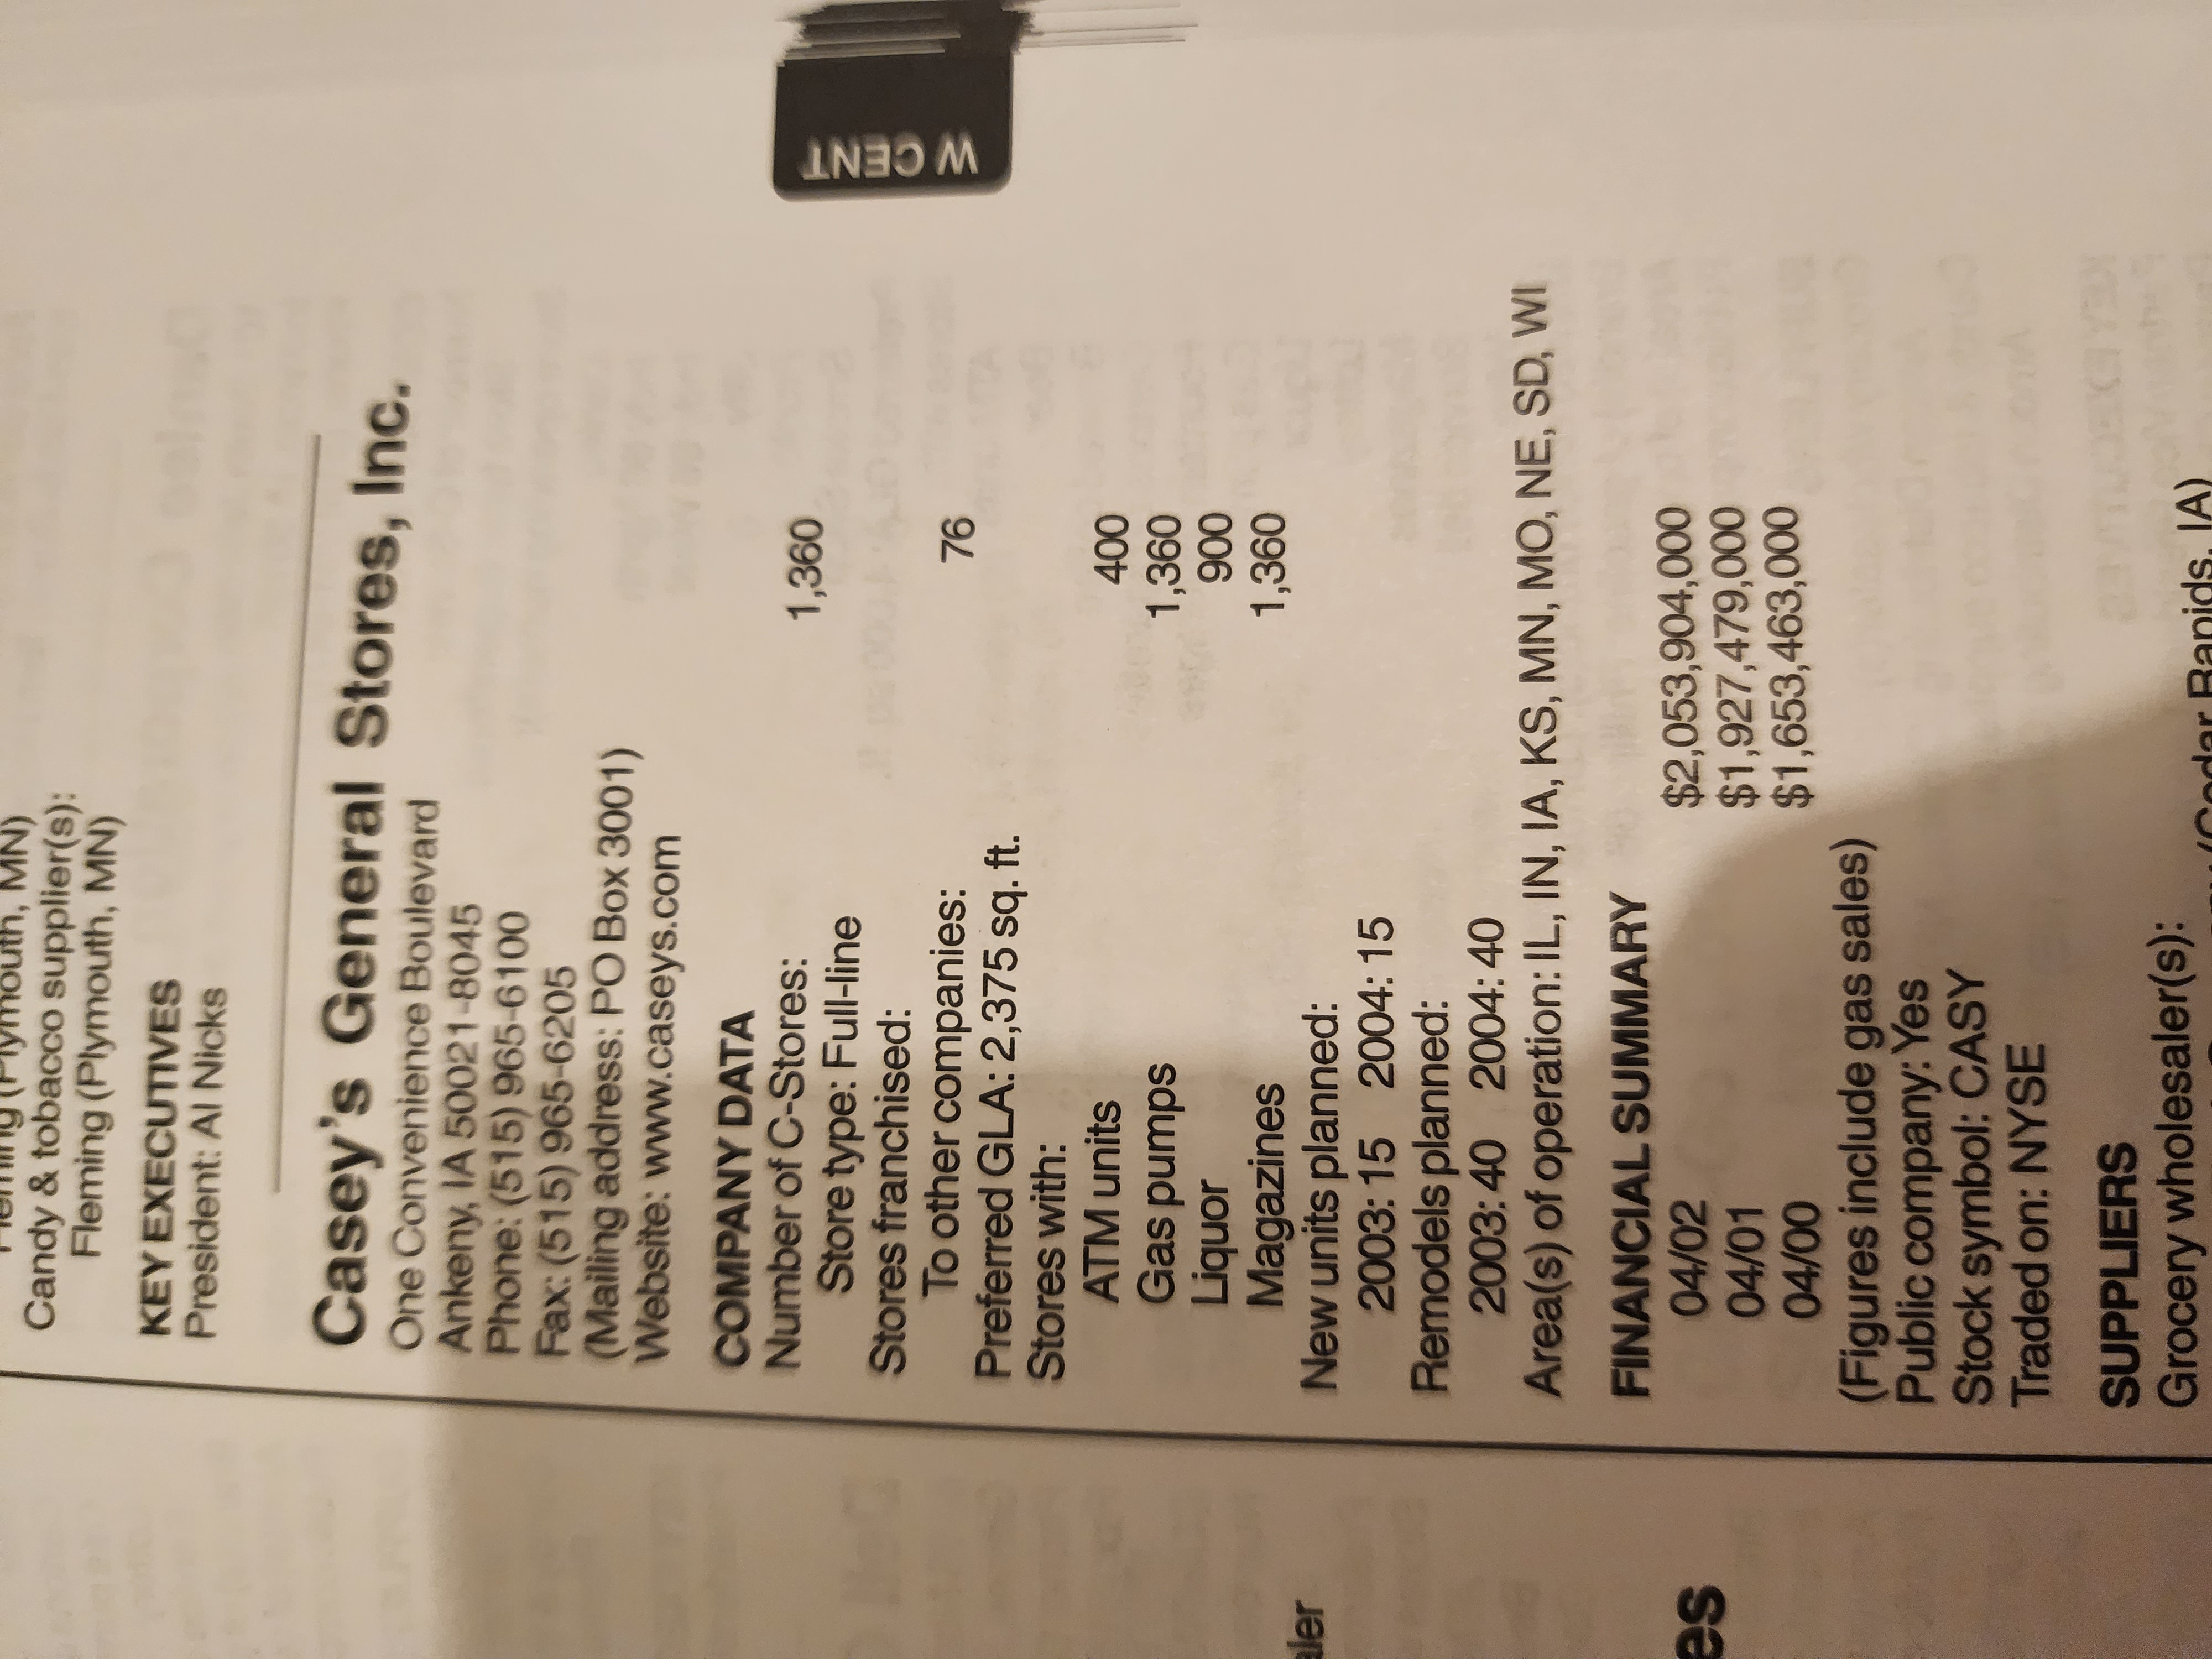 Candy & tobacco supplier(s):
Fleming (Plymouth, MN)
KEY EXECUTIVES
President: Al Nicks
Casey's General Stores, Inc.
One Convenience Boulevard
Ankeny, IA 50021-8045
Phone: (515) 965-6100
Fax: (515) 965-6205
(Mailing address: PO Box 3001)
Website: www.caseys.com
COMPANY DATA
Number of C-Stores: 1,360
Store type: Full-line
Stores franchised:
To other companies: 76
Preferred GLA: 2,375 sq. ft.
Stores with:
ATM units 400
Gas pumps 1,360
Liquor 900
Magazines 1,360
New units planned:
2003: 15 2004: 15
Remodels planned:
2003: 40 2004: 40
Area(s) of operation: IL, IN, IA, KS, MN, MO, NE, SD, WI
FINANCIAL SUMMARY
04/02 $2,053,904,000
04/01 $1,927,479,000
04/00 $1,653,463,000
(Figures include gas sales)
Public company: Yes
Stock symbol: CASY
Traded on: NYSE
SUPPLIERS
Grocery wholesaler(s):
(Cedar Rapids, IA)
W CENT